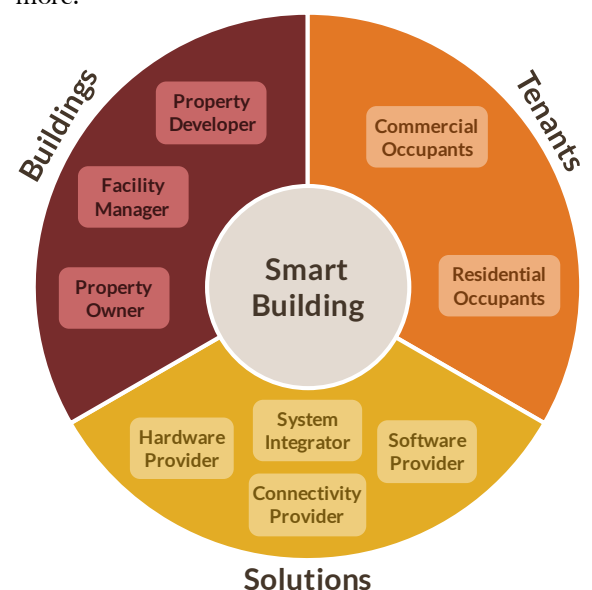 more.
Buildings
Property
Developer
Facility
Manager
Property
Owner
Tenants
Commercial
Occupants
Residential
Occupants
Smart
Building
Hardware
Provider
System
Integrator
Software
Provider
Connectivity
Provider
Solutions